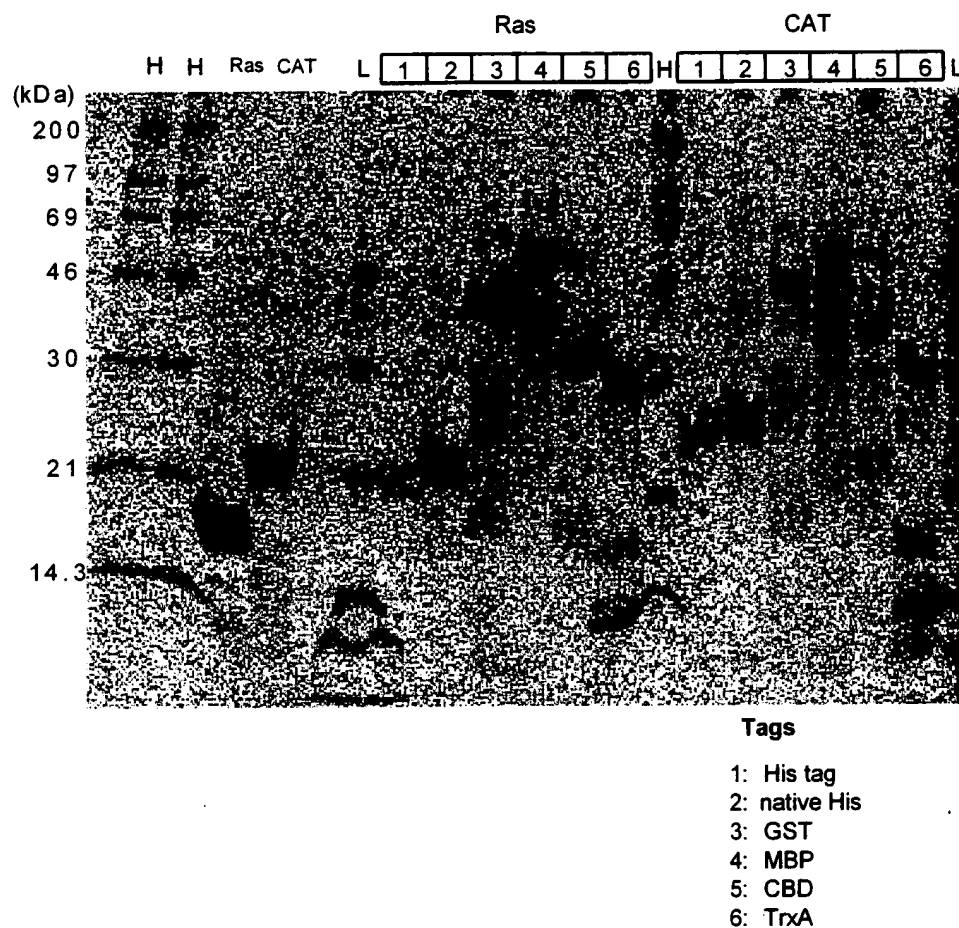 Ras CAT
H H Ras CAT L 1 2 3 4 5 6 H 1 2 3 4 5 6 L
(kDa)
200
97
69
46
30
21
14.3
Tags
1: His tag
2: native His
3: GST
4: MBP
5: CBD
6: TrxA